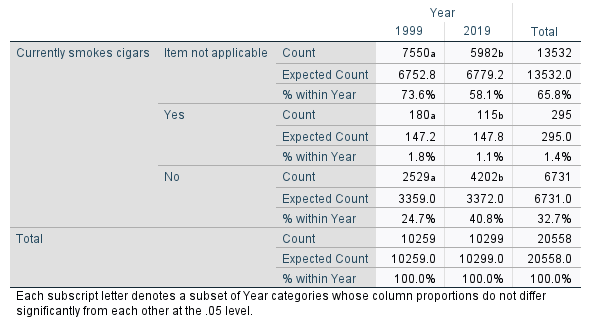 Year
1999 2019 Total
Currently smokes cigars Item not applicable Count 7550a 5982b 13532
Expected Count 6752.8 6779.2 13532.0
% within Year 73.6% 58.1% 65.8%
Yes Count 180a 115b 295
Expected Count 147.2 147.8 295.0
% within Year 1.8% 1.1% 1.4%
No Count 2529a 4202b 6731
Expected Count 3359.0 3372.0 6731.0
% within Year 24.7% 40.8% 32.7%
Total Count 10259 10299 20558
Expected Count 10259.0 10299.0 20558.0
% within Year 100.0% 100.0% 100.0%
Each subscript letter denotes a subset of Year categories whose column proportions do not differ
significantly from each other at the .05 level.